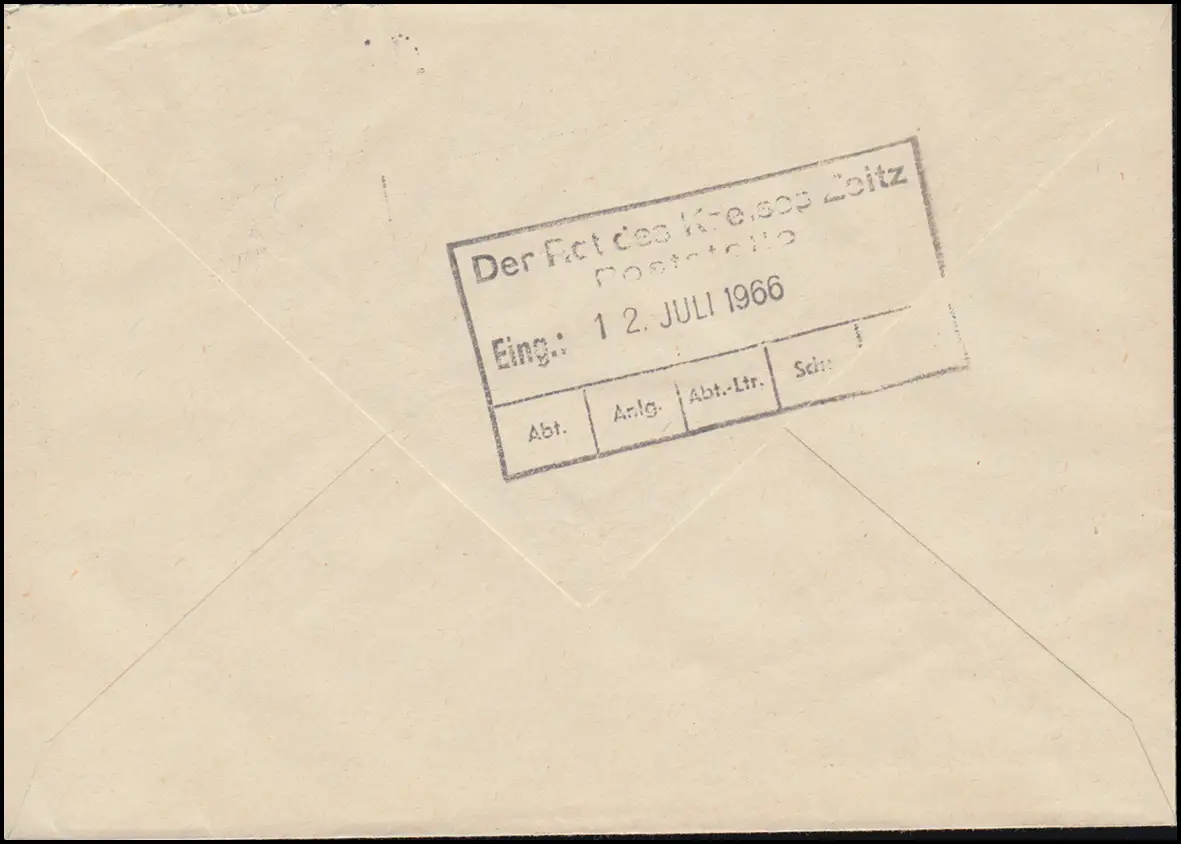 Der Rat des Kreises Zeitz
Poststelle
Eing.: 12. JULI 1966
Abt. Anlg. Abt.-Ltr.